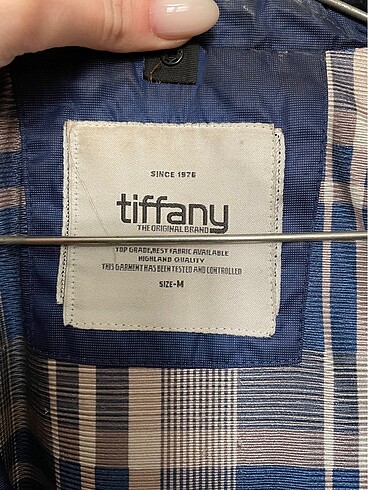 SINCE 1976
tiffany
THE ORIGINAL BRAND
TOP GRADE, BEST FABRIC AVAILABLE
HIGHLAND QUALITY
THIS GARMENT HAS BEEN TESTED AND CONTROLLED
SIZE-M